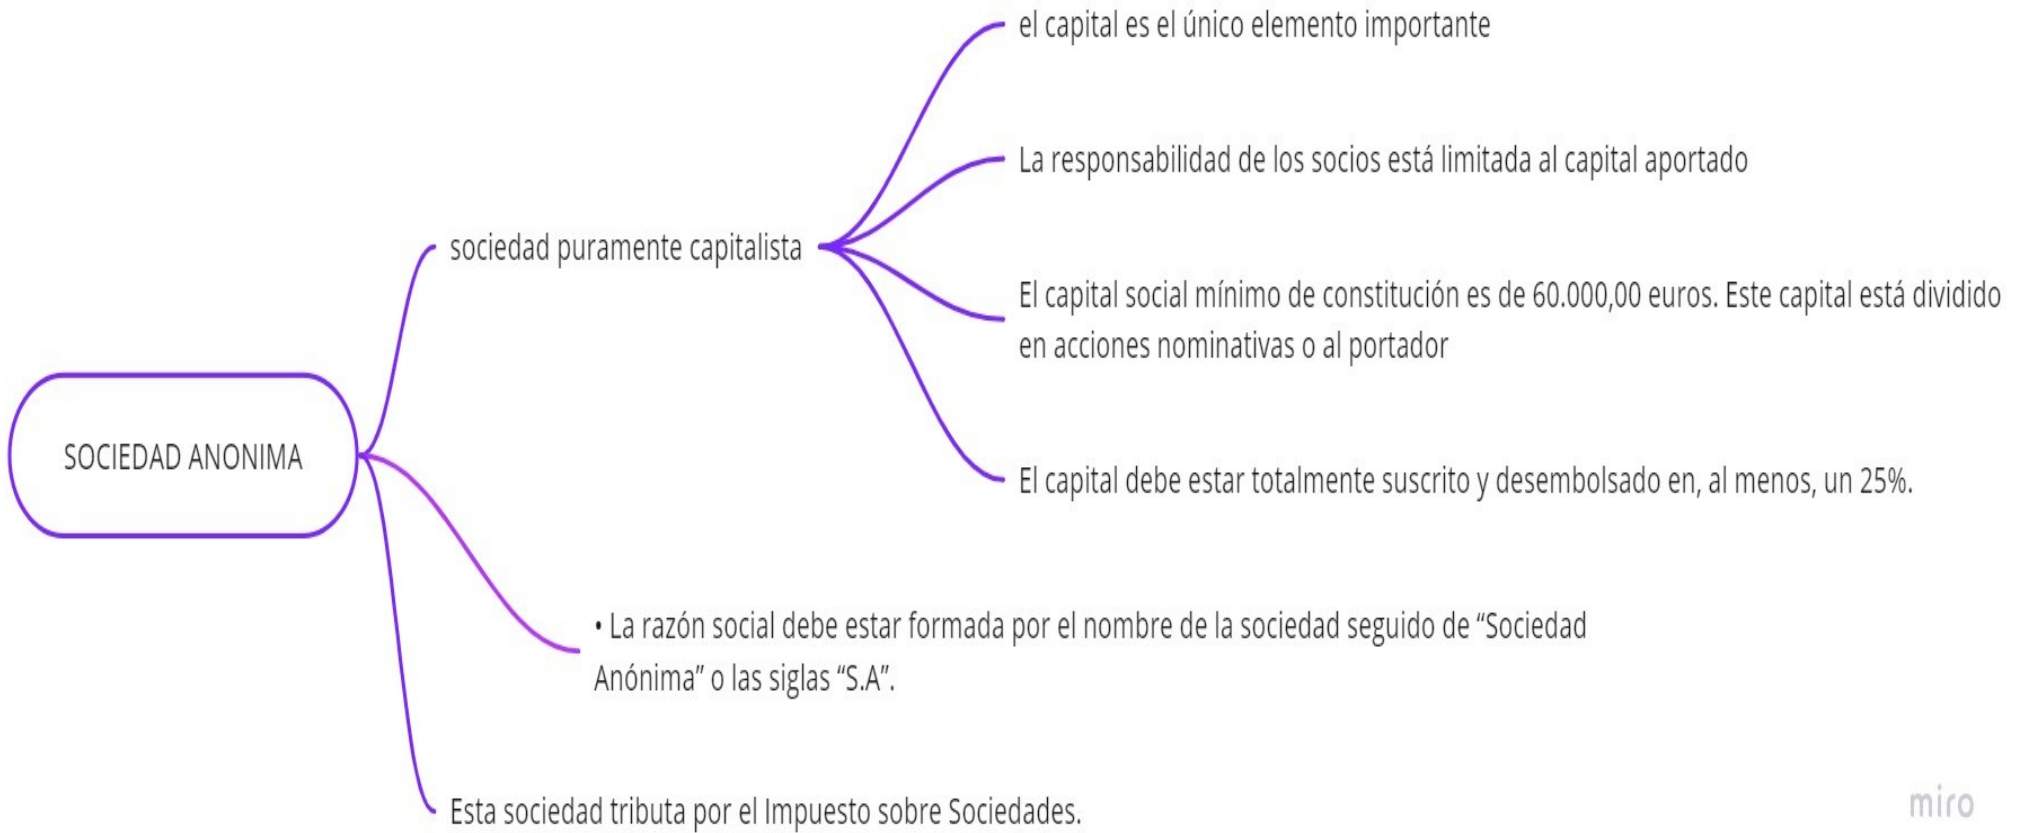 el capital es el único elemento importante
La responsabilidad de los socios está limitada al capital aportado
sociedad puramente capitalista
El capital social mínimo de constitución es de 60.000,00 euros. Este capital está dividido
en acciones nominativas o al portador
SOCIEDAD ANONIMA
El capital debe estar totalmente suscrito y desembolsado en, al menos, un 25%.
• La razón social debe estar formada por el nombre de la sociedad seguido de “Sociedad
Anónima” o las siglas “S.A”.
Esta sociedad tributa por el Impuesto sobre Sociedades.
miro